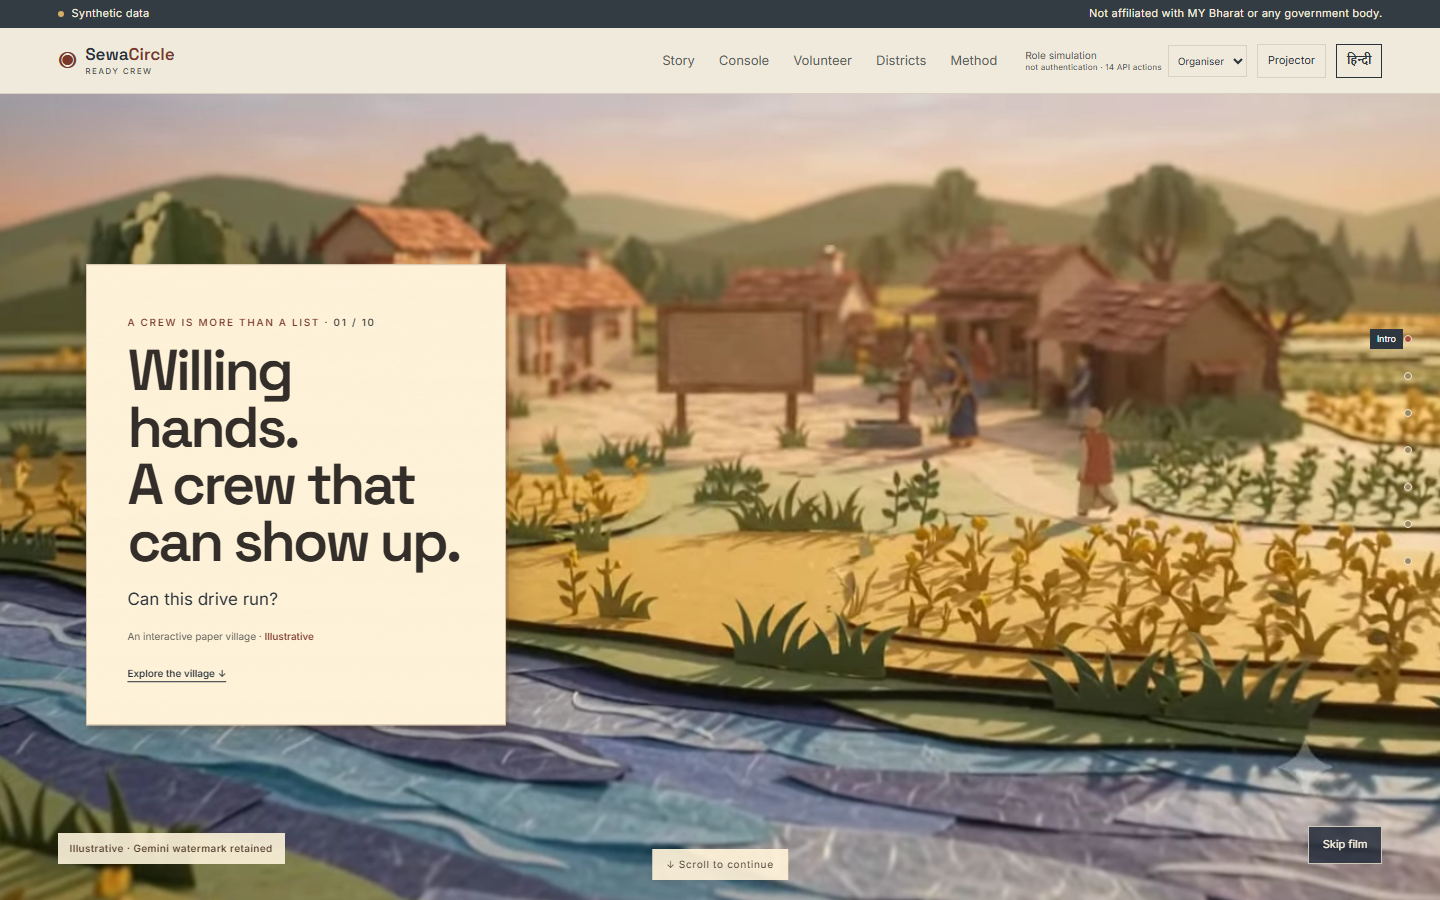 Synthetic data
Not affiliated with MY Bharat or any government body.
SewaCircle
READY CREW
Story
Console
Volunteer
Districts
Method
Role simulation
not authentication · 14 API actions
Organiser
Projector
हिन्दी
A CREW IS MORE THAN A LIST · 01 / 10
Willing
hands.
A crew that
can show up.
Can this drive run?
An interactive paper village · Illustrative
Explore the village ↓
Intro
Illustrative · Gemini watermark retained
↓ Scroll to continue
Skip film